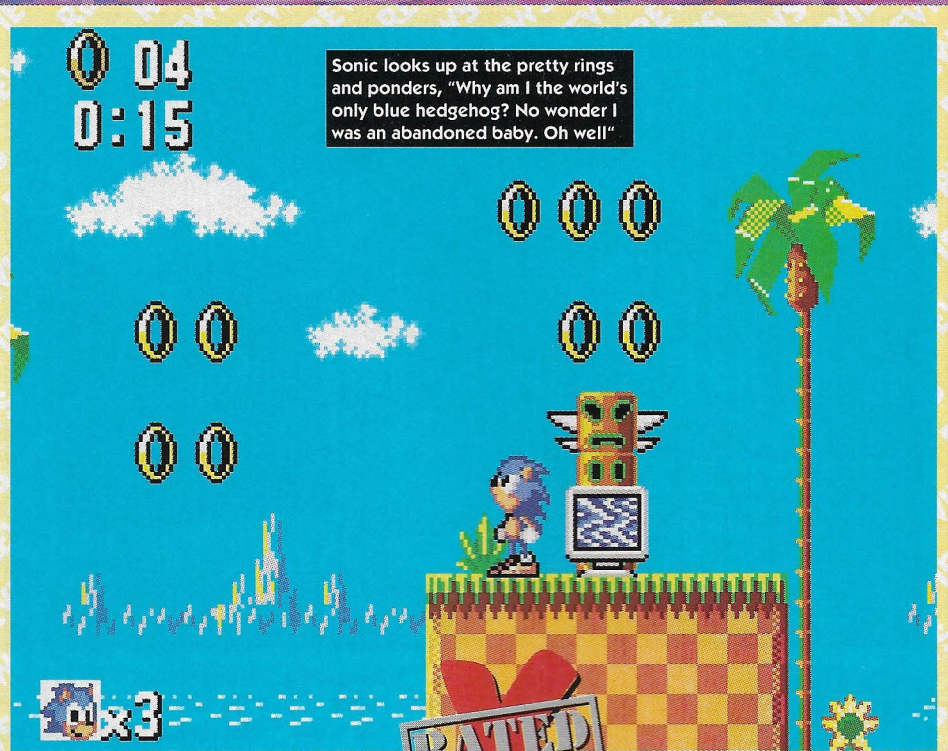 04
0:15
Sonic looks up at the pretty rings
and ponders, "Why am I the world's
only blue hedgehog? No wonder I
was an abandoned baby. Oh well"
x3
RATED